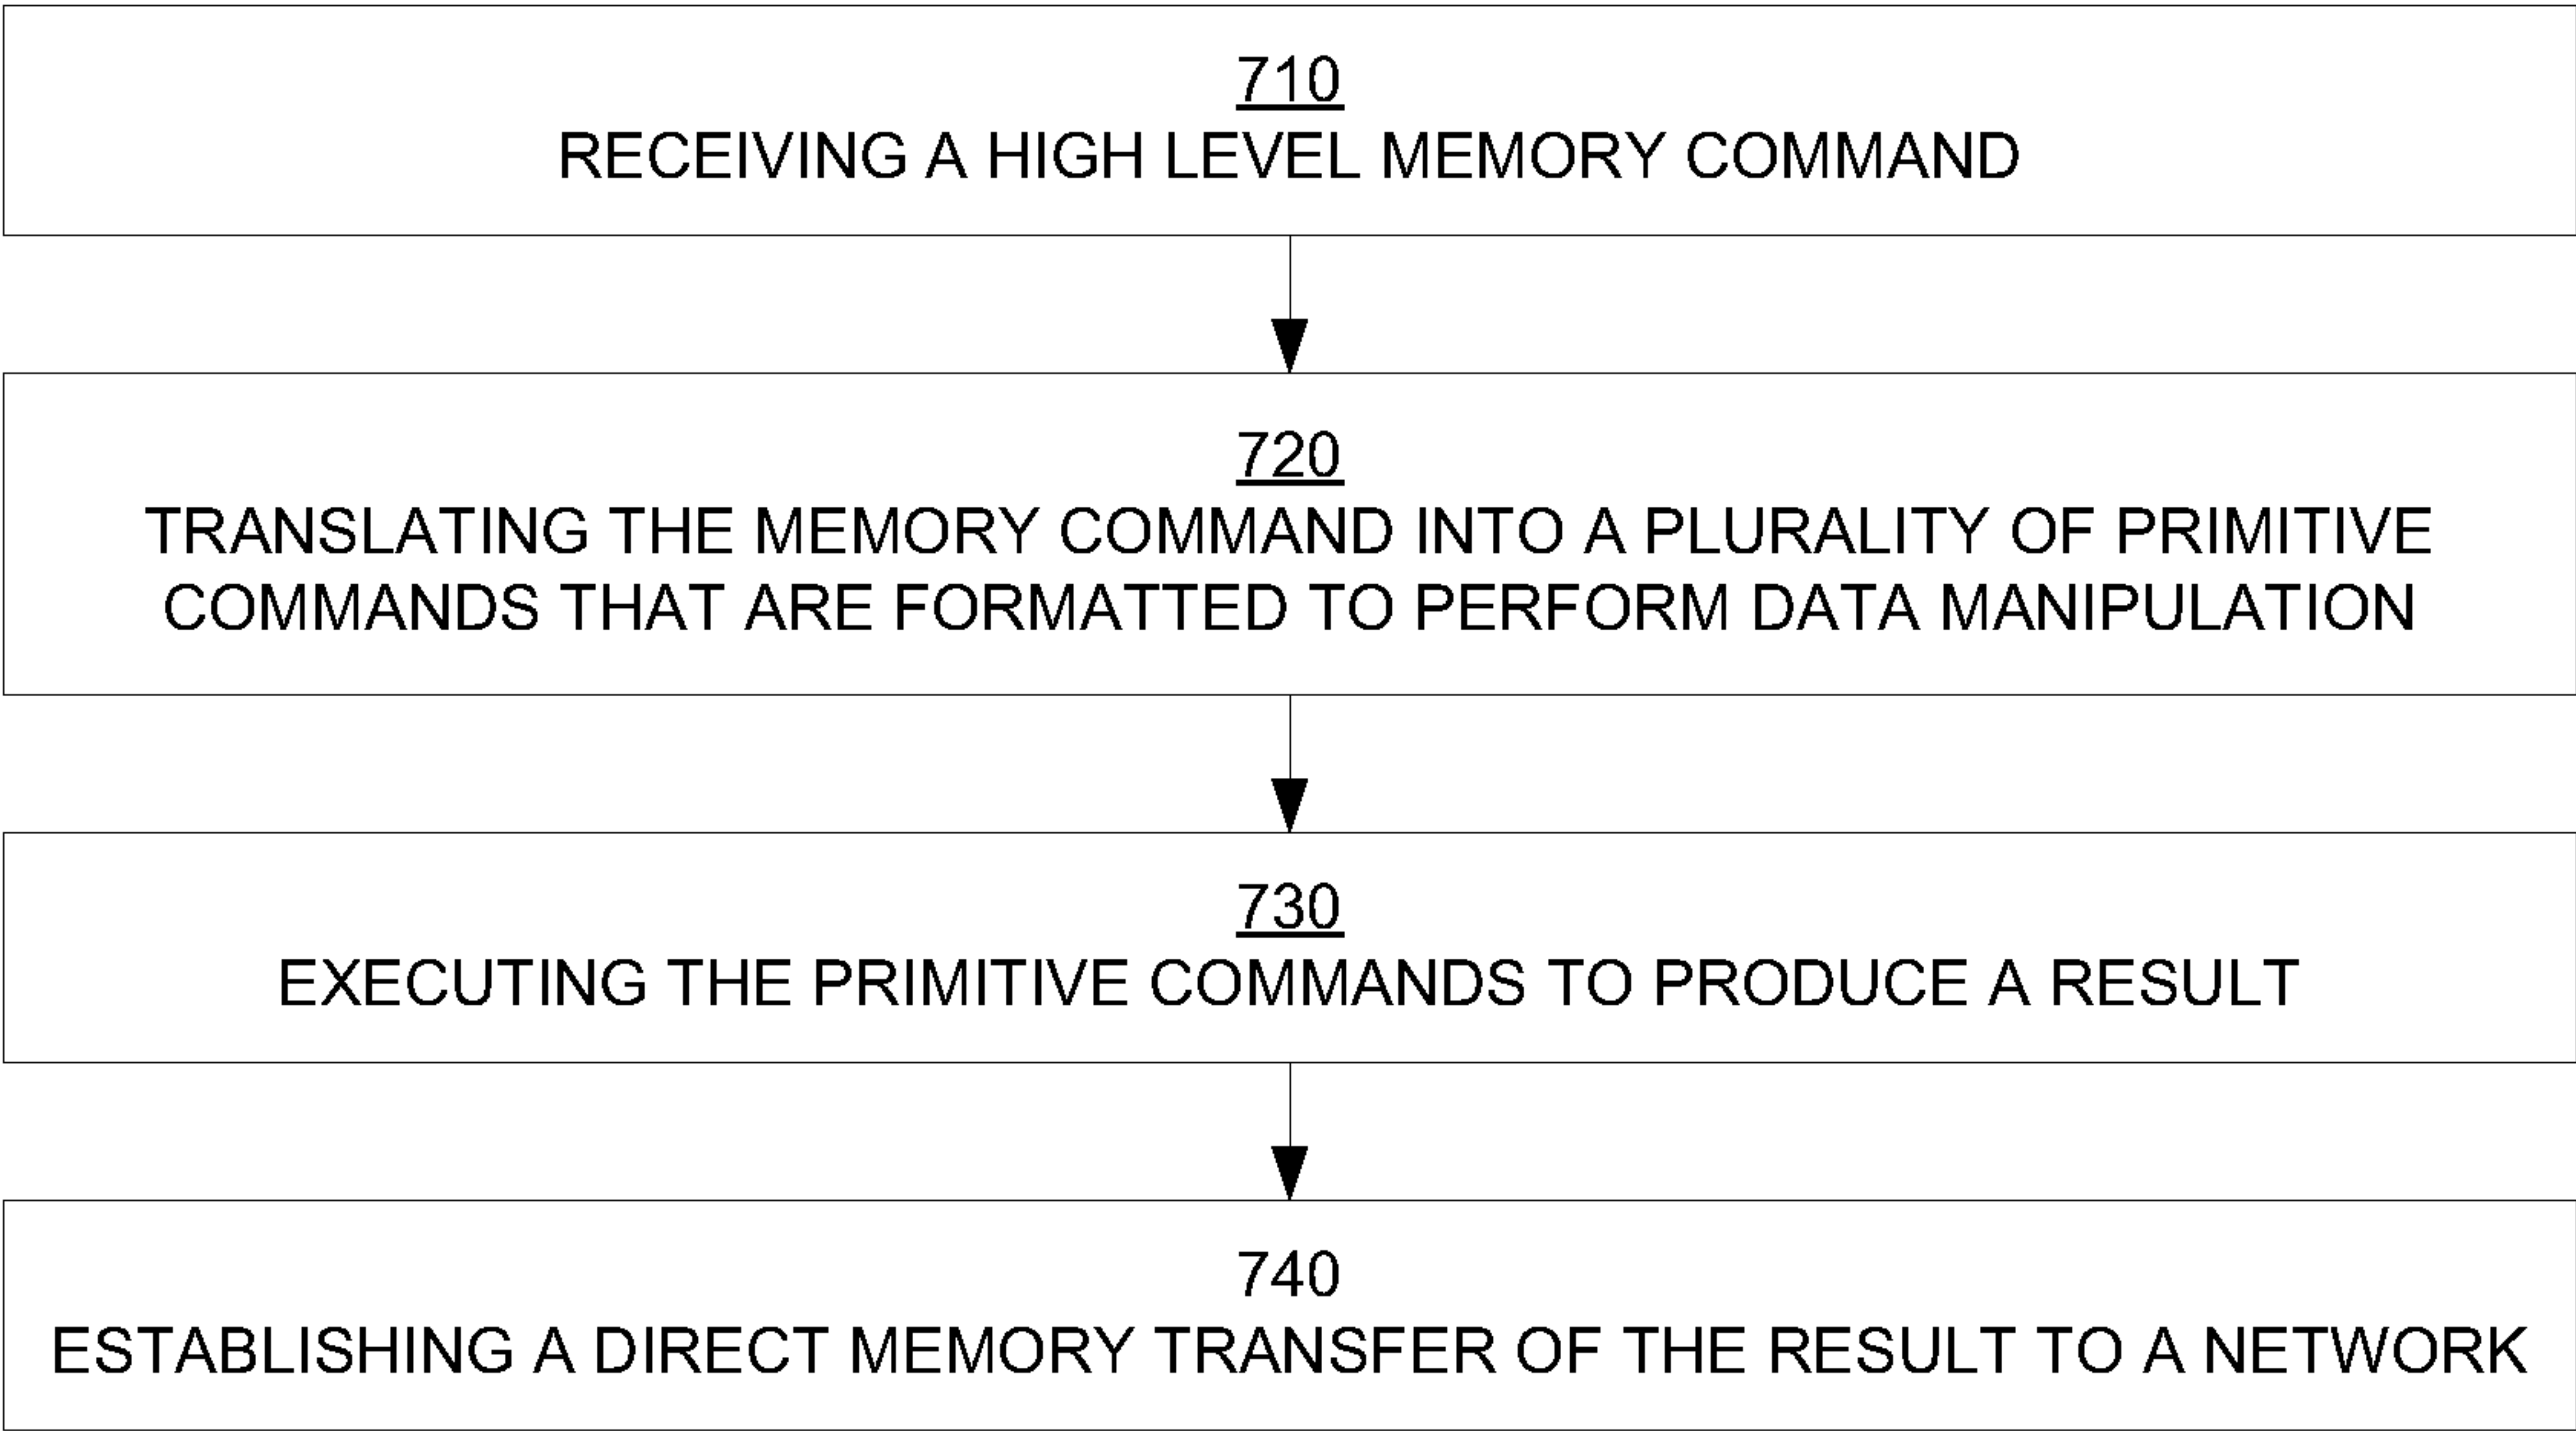 710
RECEIVING A HIGH LEVEL MEMORY COMMAND
720
TRANSLATING THE MEMORY COMMAND INTO A PLURALITY OF PRIMITIVE
COMMANDS THAT ARE FORMATTED TO PERFORM DATA MANIPULATION
730
EXECUTING THE PRIMITIVE COMMANDS TO PRODUCE A RESULT
740
ESTABLISHING A DIRECT MEMORY TRANSFER OF THE RESULT TO A NETWORK